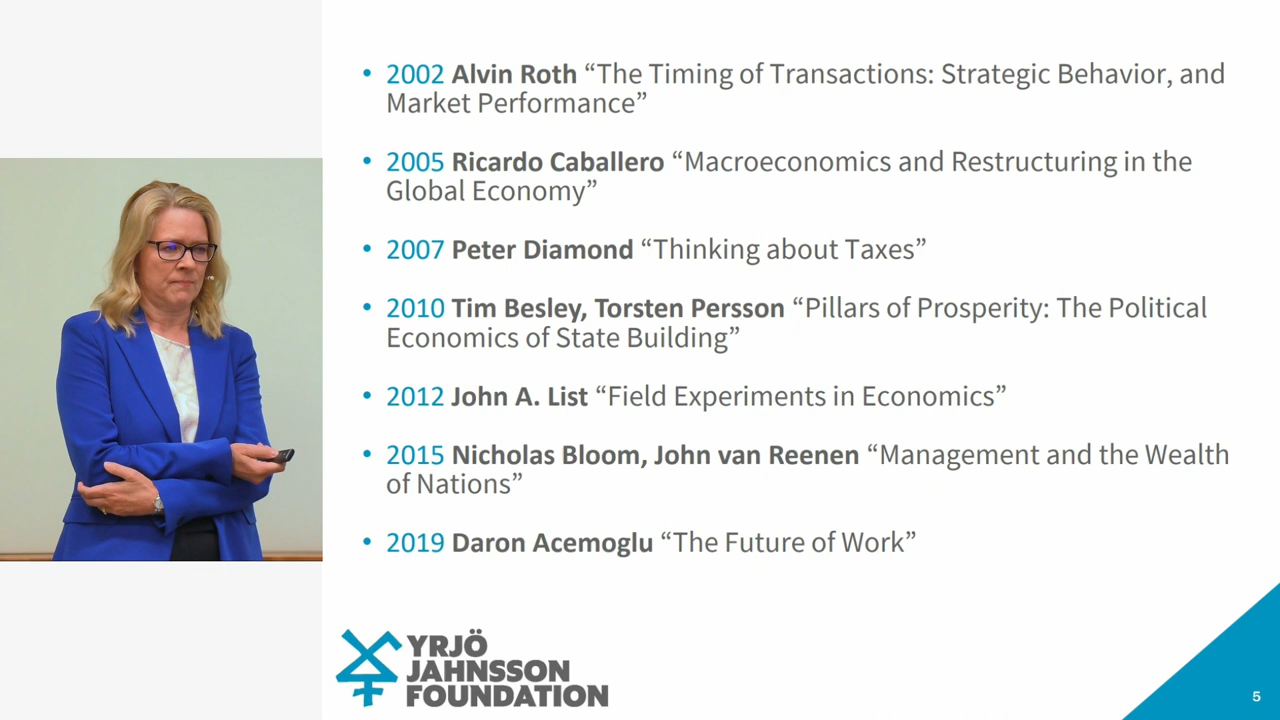 • 2002 Alvin Roth “The Timing of Transactions: Strategic Behavior, and
Market Performance”
• 2005 Ricardo Caballero “Macroeconomics and Restructuring in the
Global Economy”
• 2007 Peter Diamond “Thinking about Taxes”
• 2010 Tim Besley, Torsten Persson “Pillars of Prosperity: The Political
Economics of State Building”
• 2012 John A. List “Field Experiments in Economics”
• 2015 Nicholas Bloom, John van Reenen “Management and the Wealth
of Nations”
• 2019 Daron Acemoglu “The Future of Work”
YRJÖ
JAHNSSON
FOUNDATION
5